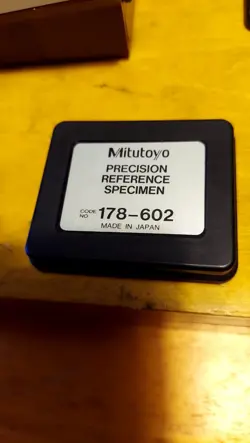 Mitutoyo
PRECISION
REFERENCE
SPECIMEN
CODE NO 178-602
MADE IN JAPAN